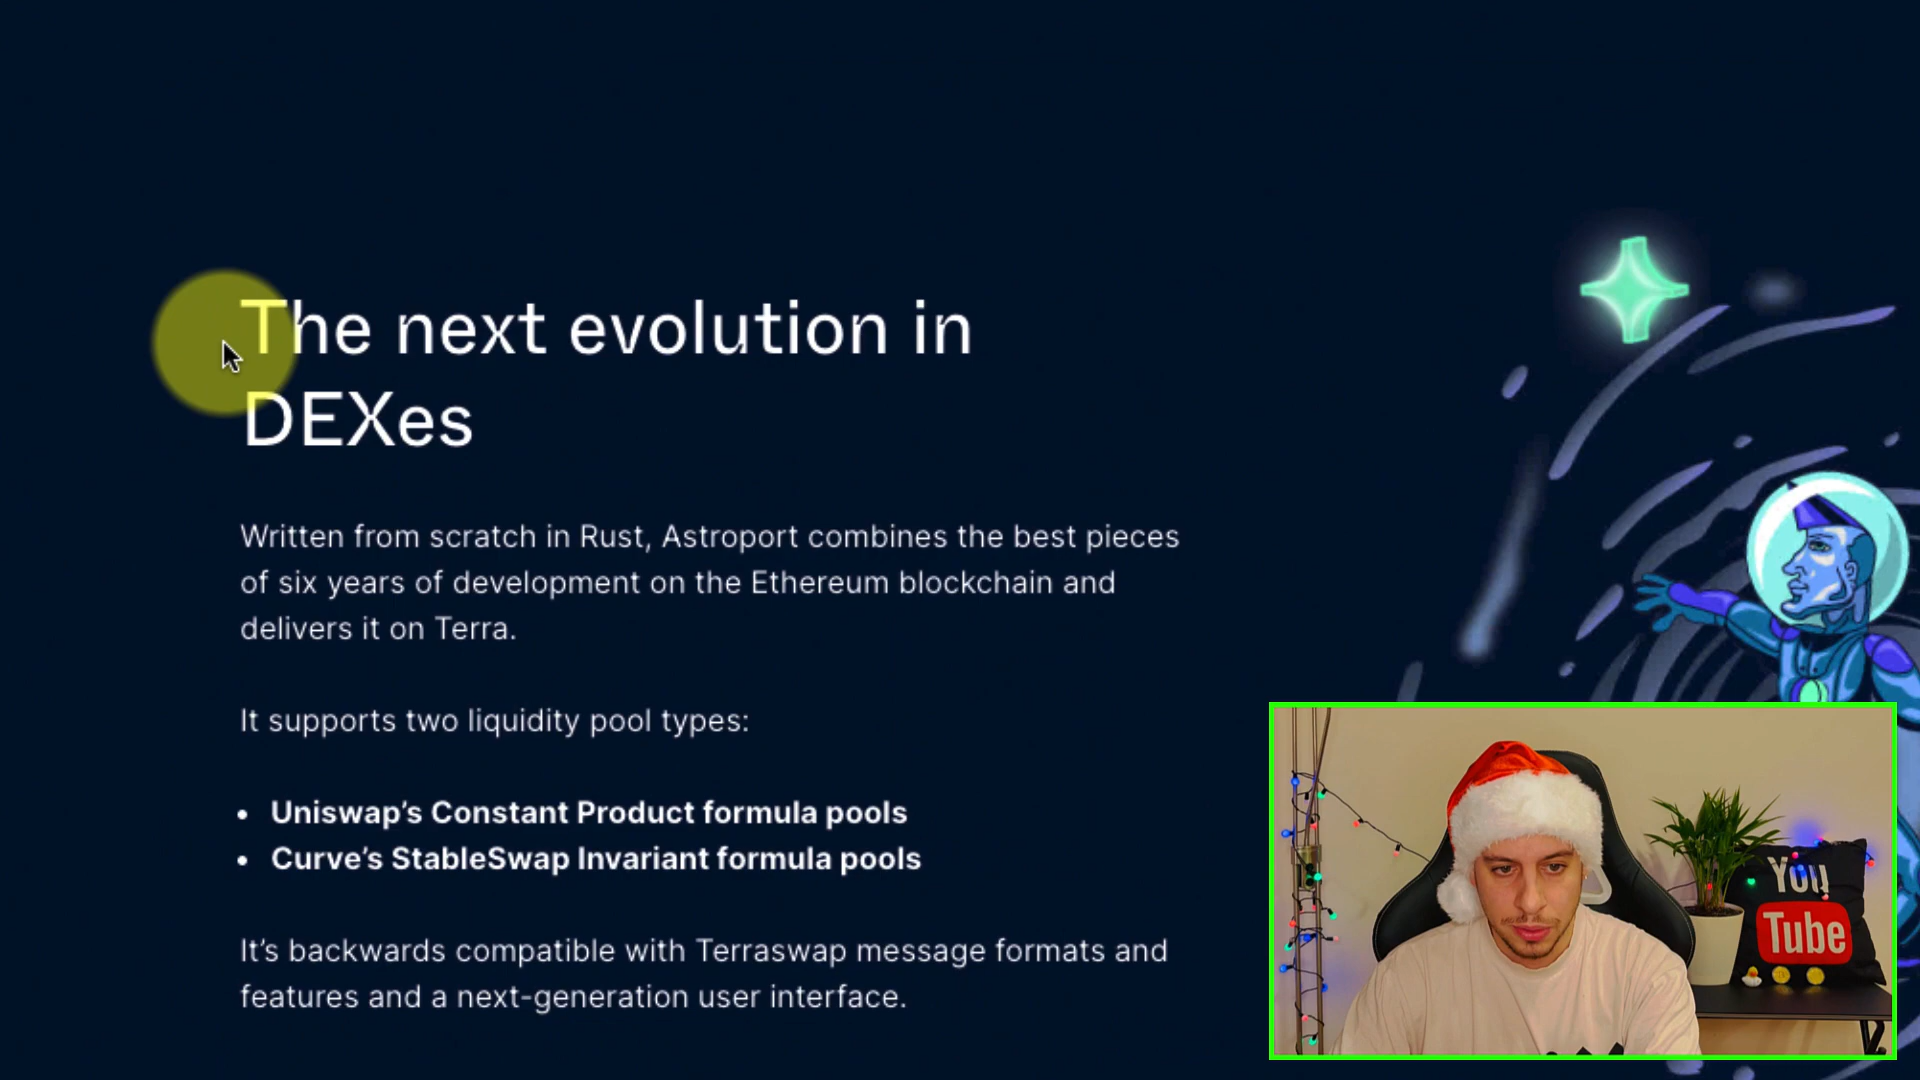 The next evolution in
DEXes
Written from scratch in Rust, Astroport combines the best pieces
of six years of development on the Ethereum blockchain and
delivers it on Terra.
It supports two liquidity pool types:
• Uniswap’s Constant Product formula pools
• Curve’s StableSwap Invariant formula pools
It’s backwards compatible with Terraswap message formats and
features and a next-generation user interface.
You
Tube